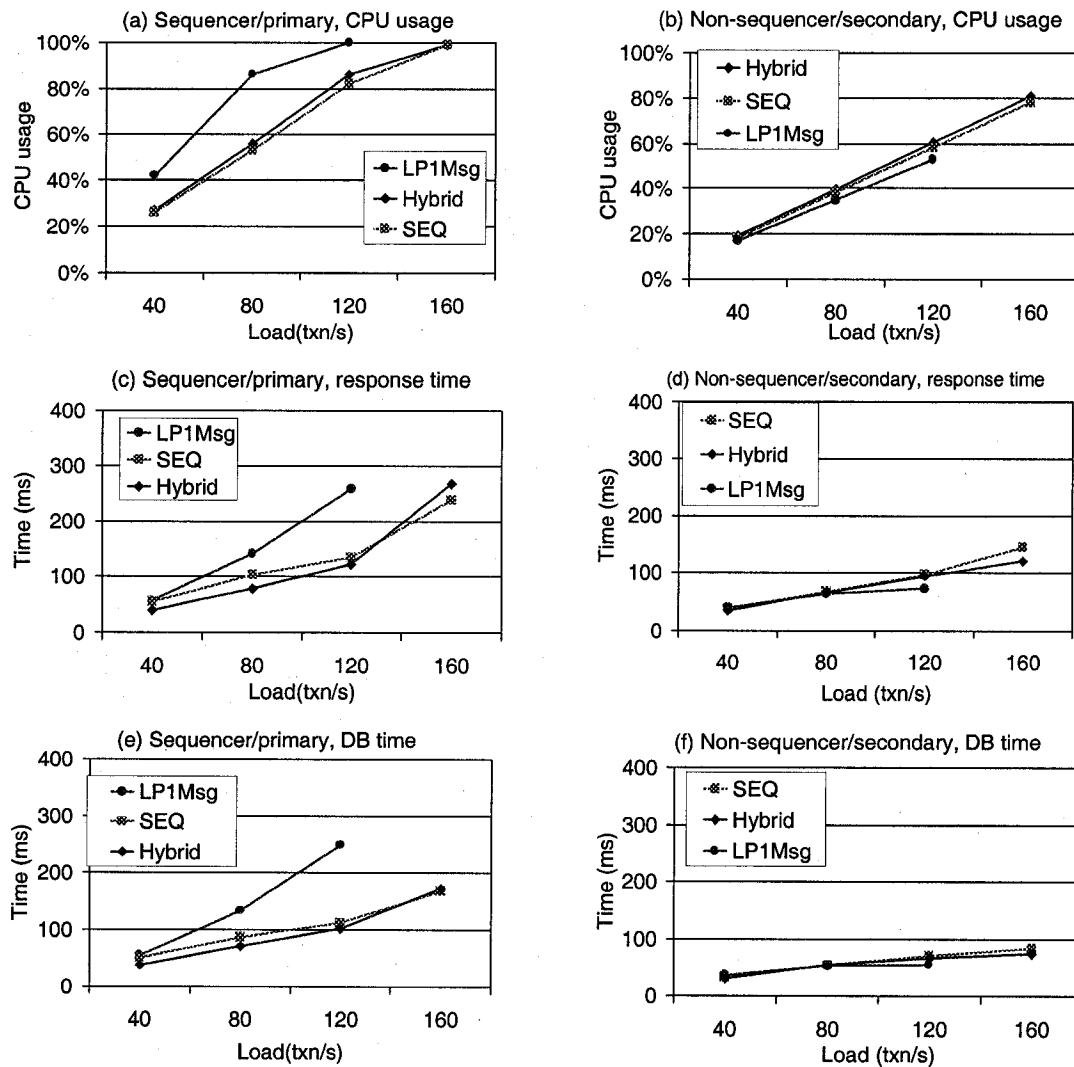 (a) Sequencer/primary, CPU usage
100%
80%
60%
40%
20%
0%
CPU usage
LP1Msg
Hybrid
SEQ
40 80 120 160
Load(txn/s)
(b) Non-sequencer/secondary, CPU usage
100%
80%
60%
40%
20%
0%
CPU usage
Hybrid
SEQ
LP1Msg
40 80 120 160
Load (txn/s)
(c) Sequencer/primary, response time
400
300
200
100
0
Time (ms)
LP1Msg
SEQ
Hybrid
40 80 120 160
Load(txn/s)
(d) Non-sequencer/secondary, response time
400
300
200
100
0
Time (ms)
SEQ
Hybrid
LP1Msg
40 80 120 160
Load (txn/s)
(e) Sequencer/primary, DB time
400
300
200
100
0
Time (ms)
LP1Msg
SEQ
Hybrid
40 80 120 160
Load(txn/s)
(f) Non-sequencer/secondary, DB time
400
300
200
100
0
Time (ms)
SEQ
Hybrid
LP1Msg
40 80 120 160
Load (txn/s)